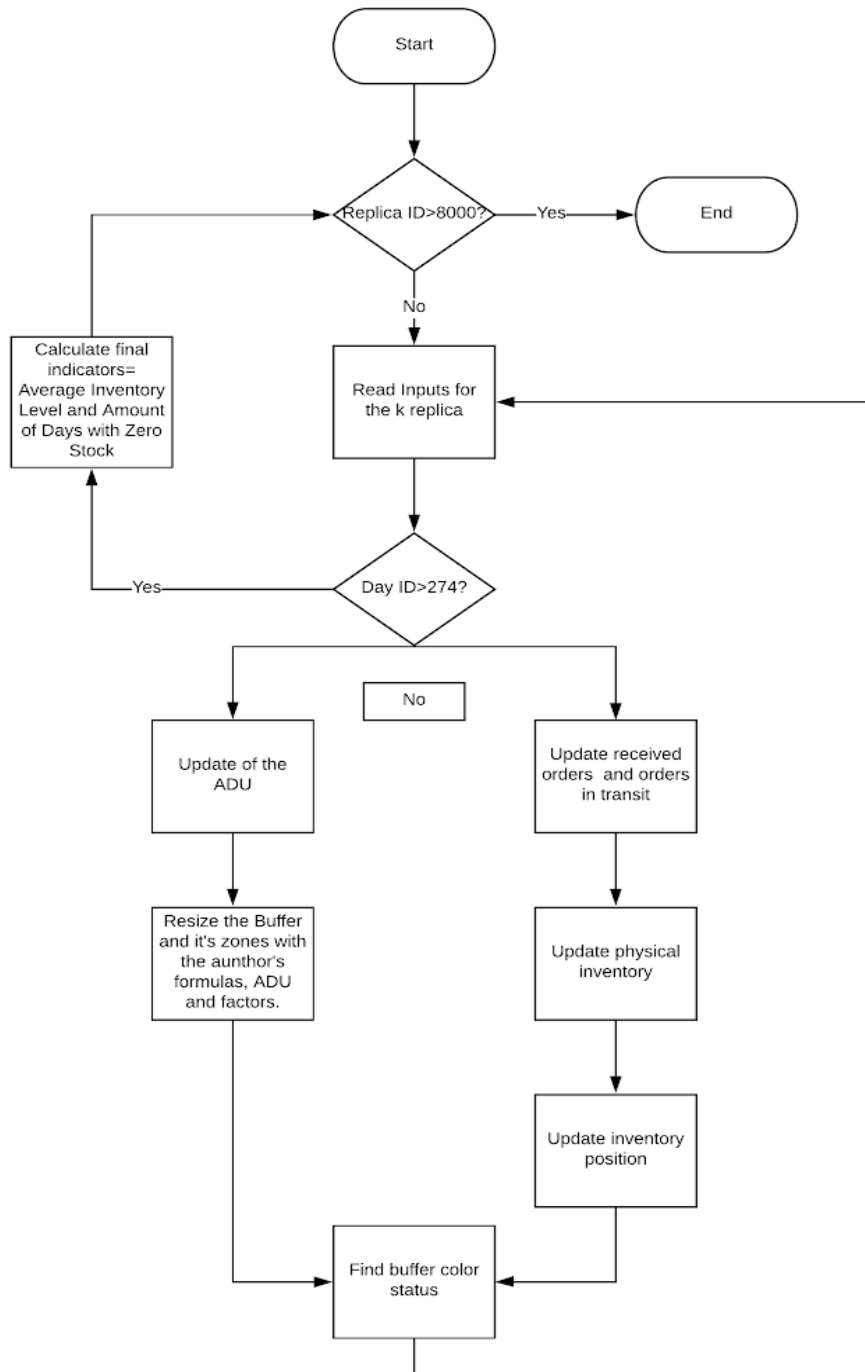 Start
Replica ID>8000?
Yes
End
No
Calculate final
indicators=
Average Inventory
Level and Amount
of Days with Zero
Stock
Read Inputs for
the k replica
Yes
Day ID>274?
No
Update of the
ADU
Update received
orders and orders
in transit
Resize the Buffer
and it's zones with
the aunthor's
formulas, ADU
and factors.
Update physical
inventory
Update inventory
position
Find buffer color
status